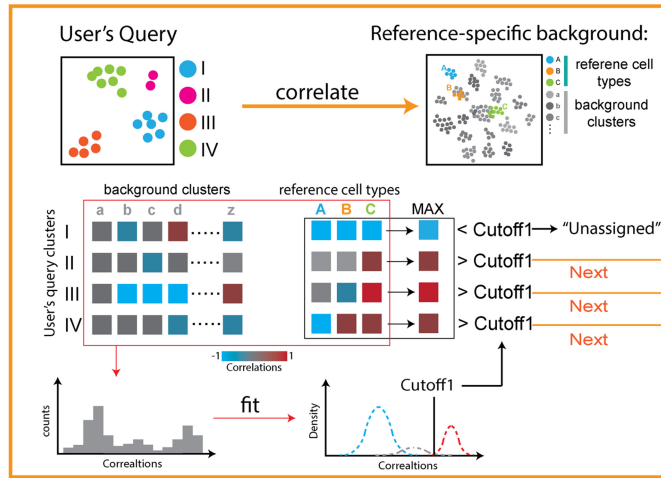 User's Query
Reference-specific background:
I
II
III
IV
correlate
A
B
C
A
B
C
referene cell
types
a
b
c
background
clusters
background clusters
reference cell types
a b c d z
A B C MAX
User's query clusters
I
II
III
IV
< Cutoff1
"Unassigned"
> Cutoff1
Next
> Cutoff1
Next
> Cutoff1
Next
-1 1
Correlations
counts
Correaltions
fit
Cutoff1
Density
Correaltions